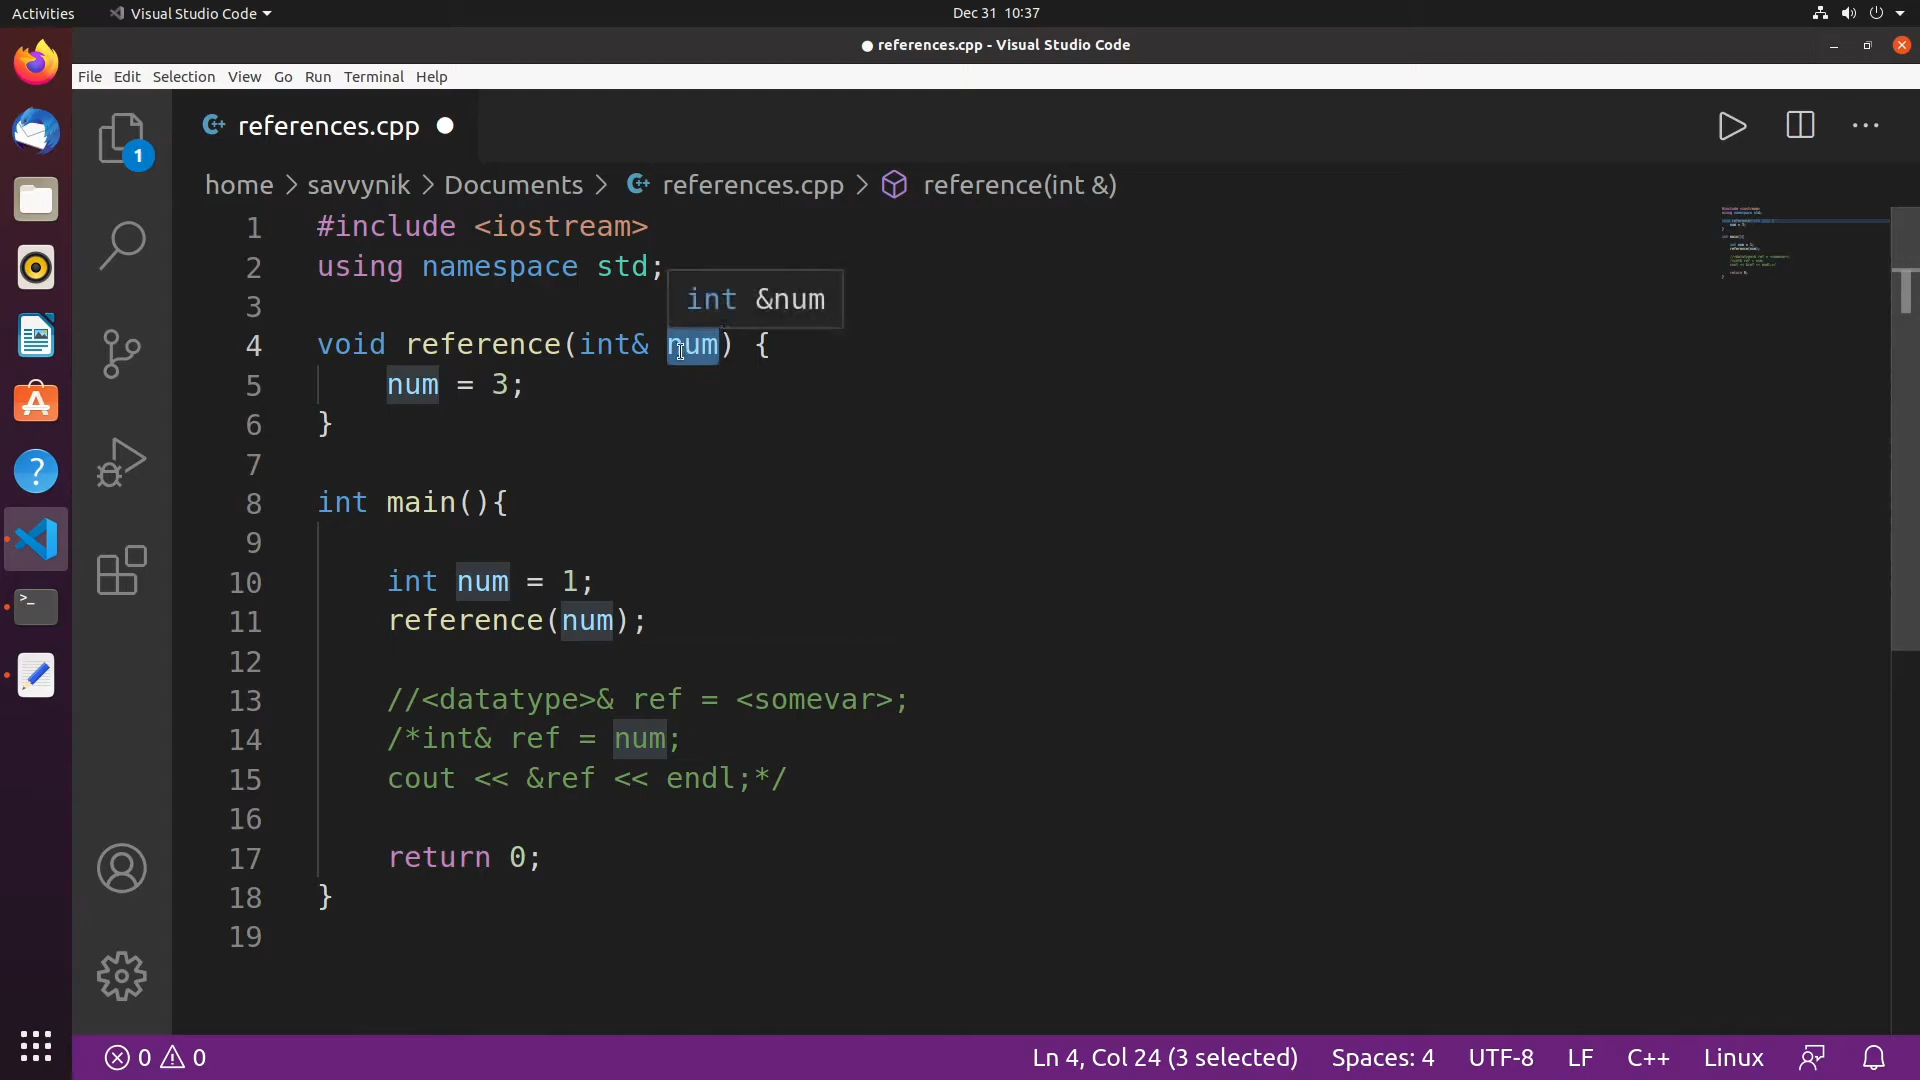 Activities Visual Studio Code Dec 31 10:37
● references.cpp - Visual Studio Code
File Edit Selection View Go Run Terminal Help
references.cpp ●
1
home > savvynik > Documents > references.cpp > reference(int &)
1 #include <iostream>
2 using namespace std;
int &num
3
4 void reference(int& num) {
5 num = 3;
6 }
7
8 int main(){
9
10 int num = 1;
11 reference(num);
12
13 //<datatype>& ref = <somevar>;
14 /*int& ref = num;
15 cout << &ref << endl;*/
16
17 return 0;
18 }
19
0 0 Ln 4, Col 24 (3 selected) Spaces: 4 UTF-8 LF C++ Linux